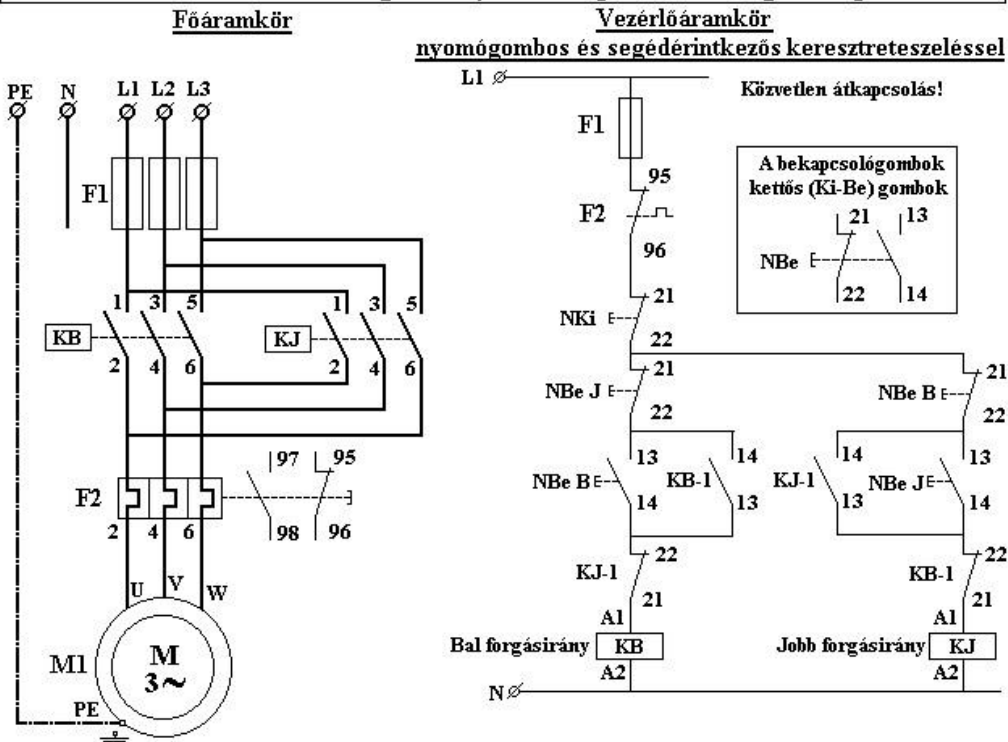 Főáramkör
PE N L1 L2 L3
F1
1 3 5 1 3 5
KB KJ
2 4 6 2 4 6
97 95
F2
2 4 6 98 96
U V W
M1 M
3~
PE
Vezérlőáramkör
nyomógombos és segédérintkezős keresztreteszeléssel
L1
Közvetlen átkapcsolás!
F1
A bekapcsológombok
kettős (Ki-Be) gombok
21 13
NBe
22 14
95
F2
96
21
NKi
22
21 21
NBe J NBe B
22 22
13 14 14 13
NBe B KB-1 KJ-1 NBe J
14 13 13 14
22 22
KJ-1 KB-1
21 21
A1 A1
Bal forgásirány KB Jobb forgásirány KJ
A2 A2
N